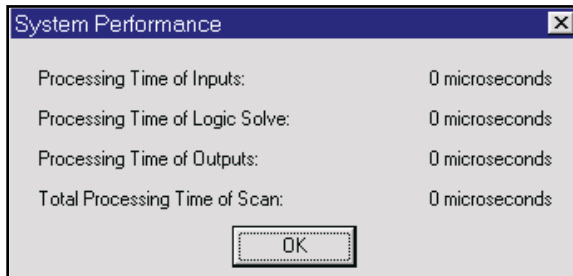 System Performance
Processing Time of Inputs: 0 microseconds
Processing Time of Logic Solve: 0 microseconds
Processing Time of Outputs: 0 microseconds
Total Processing Time of Scan: 0 microseconds
OK